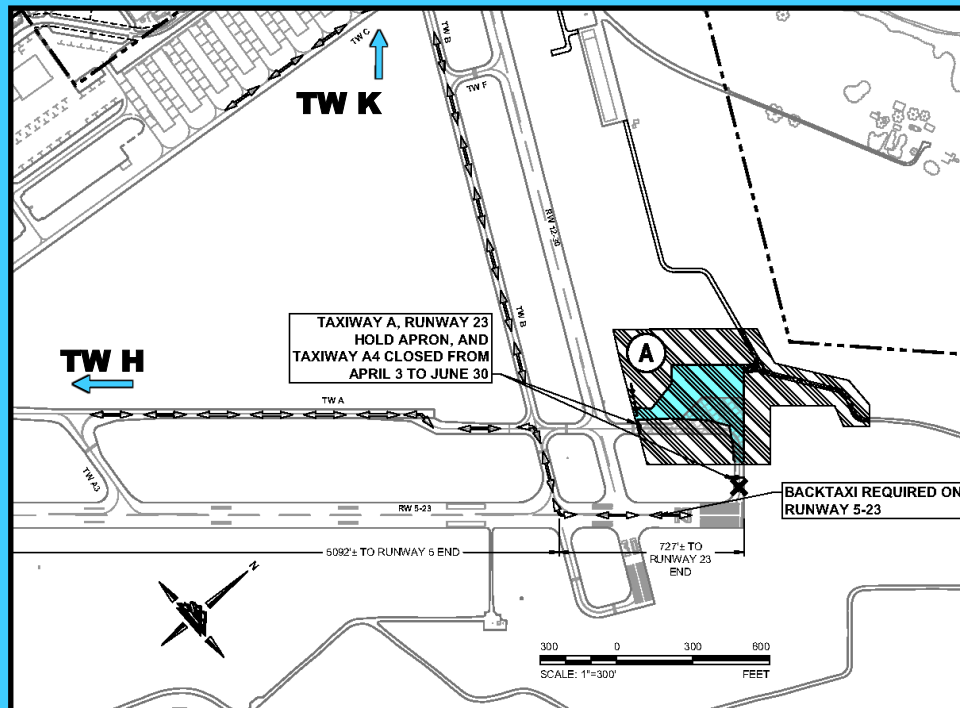 TW C
TW B
TW K
TW F
RW 12-30
TAXIWAY A, RUNWAY 23
HOLD APRON, AND
TAXIWAY A4 CLOSED FROM
APRIL 3 TO JUNE 30
TW B
A
TW H
TW A
TW A3
RW 5-23
BACKTAXI REQUIRED ON
RUNWAY 5-23
23
5092'± TO RUNWAY 5 END
727'± TO
RUNWAY 23
END
30
N
300 0 300 600
SCALE: 1"=300' FEET